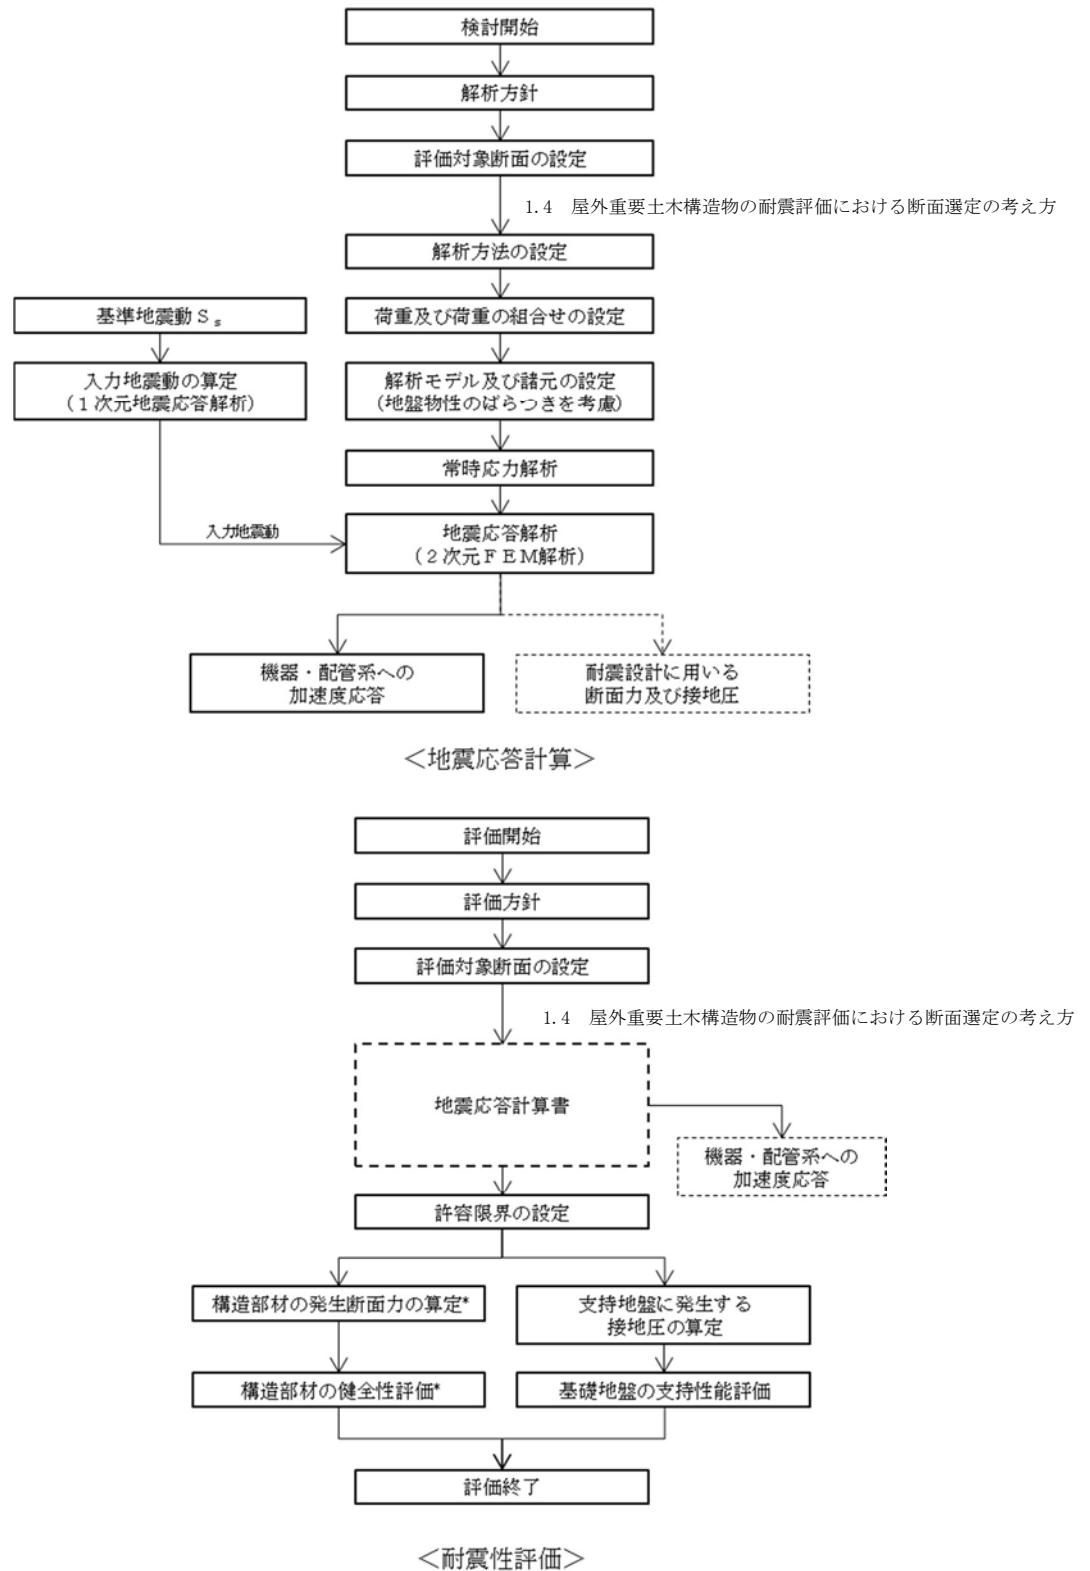 検討開始
解析方針
評価対象断面の設定
1.4 屋外重要土木構造物の耐震評価における断面選定の考え方
解析方法の設定
基準地震動Ss
荷重及び荷重の組合せの設定
入力地震動の算定
(1次元地震応答解析)
解析モデル及び諸元の設定
(地盤物性のばらつきを考慮)
常時応力解析
入力地震動
地震応答解析
(2次元FEM解析)
機器・配管系への
加速度応答
耐震設計に用いる
断面力及び接地圧
<地震応答計算>
評価開始
評価方針
評価対象断面の設定
1.4 屋外重要土木構造物の耐震評価における断面選定の考え方
地震応答計算書
機器・配管系への
加速度応答
許容限界の設定
構造部材の発生断面力の算定*
支持地盤に発生する
接地圧の算定
構造部材の健全性評価*
基礎地盤の支持性能評価
評価終了
<耐震性評価>